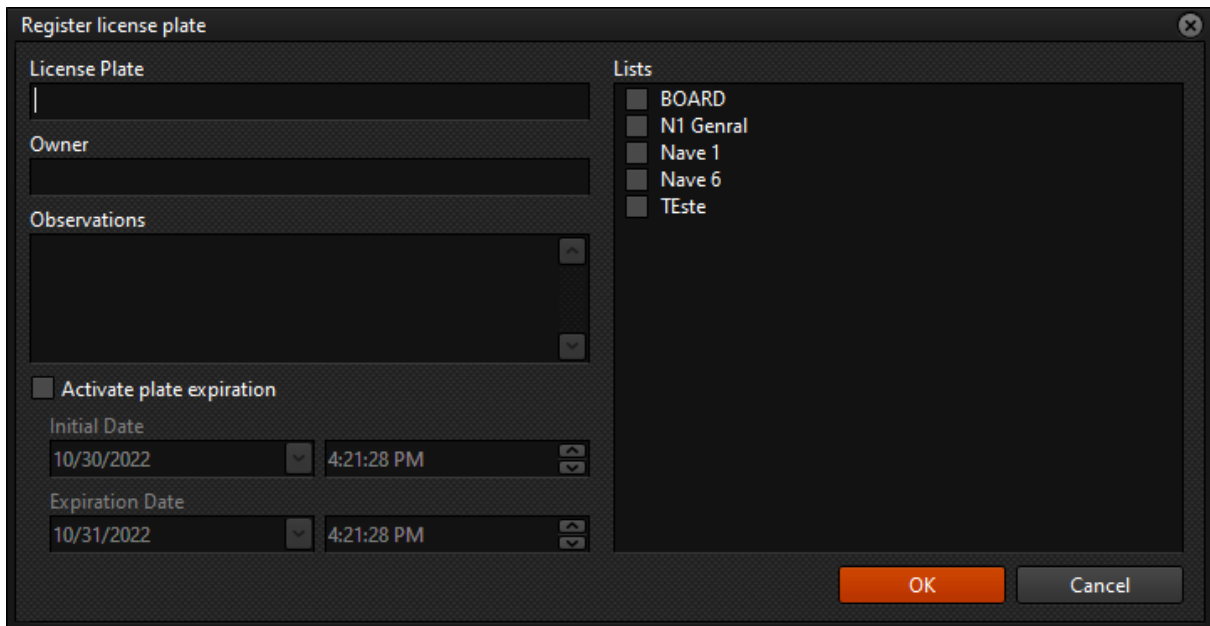 Register license plate
License Plate
Owner
Observations
Activate plate expiration
Initial Date
10/30/2022 4:21:28 PM
Expiration Date
10/31/2022 4:21:28 PM
Lists
BOARD
N1 Genral
Nave 1
Nave 6
TEste
OK Cancel